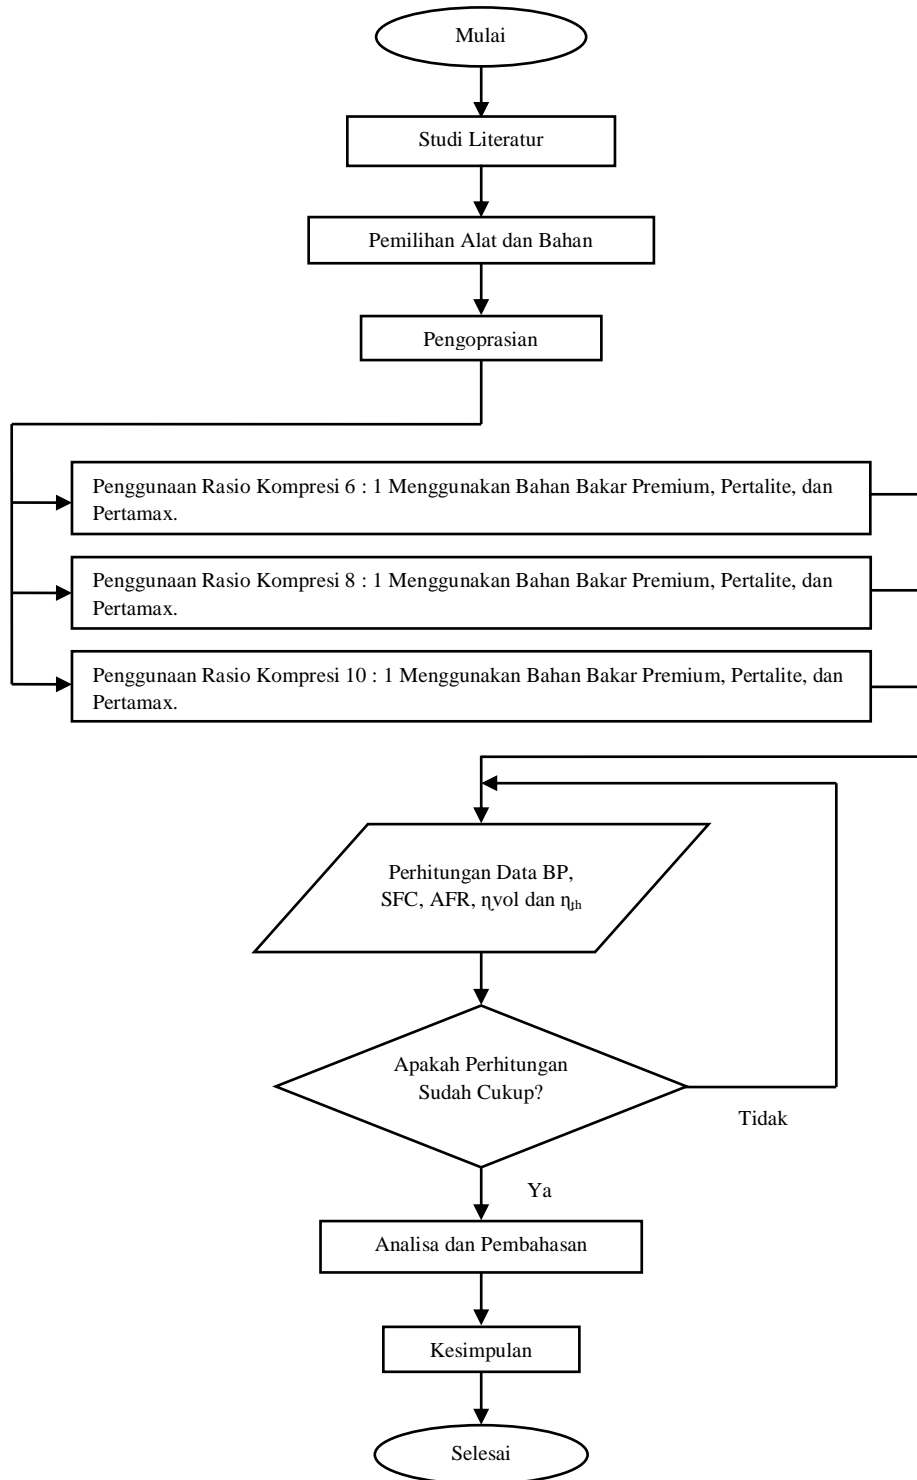 Mulai
Studi Literatur
Pemilihan Alat dan Bahan
Pengoprasian
Penggunaan Rasio Kompresi 6 : 1 Menggunakan Bahan Bakar Premium, Pertalite, dan
Pertamax.
Penggunaan Rasio Kompresi 8 : 1 Menggunakan Bahan Bakar Premium, Pertalite, dan
Pertamax.
Penggunaan Rasio Kompresi 10 : 1 Menggunakan Bahan Bakar Premium, Pertalite, dan
Pertamax.
Perhitungan Data BP,
SFC, AFR, ηvol dan ηₜₕ
Apakah Perhitungan
Sudah Cukup?
Tidak
Ya
Analisa dan Pembahasan
Kesimpulan
Selesai